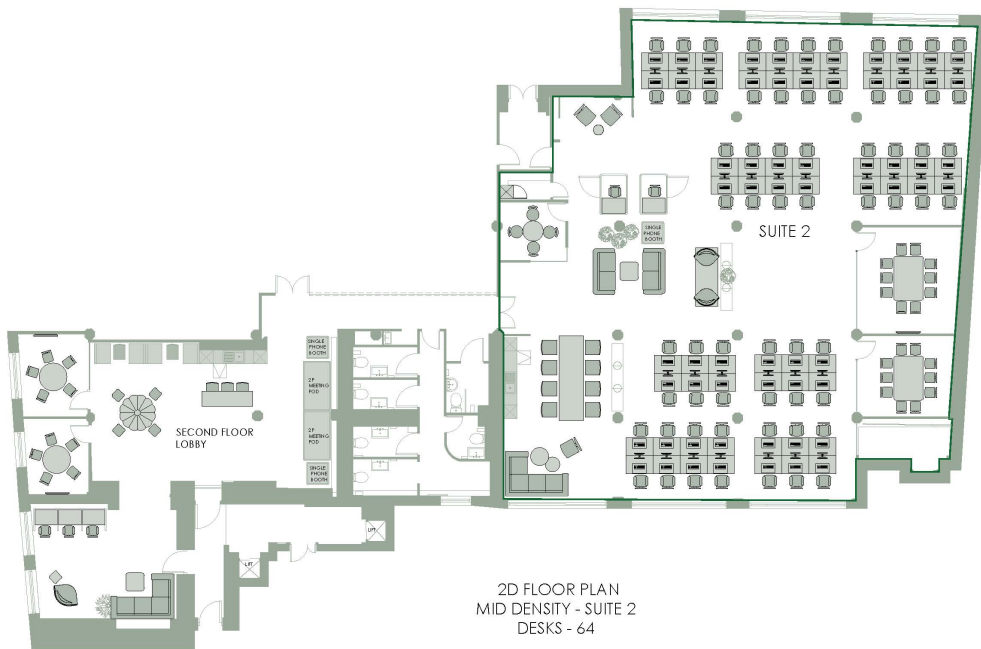 SINGLE
PHONE
BOOTH
SUITE 2
SINGLE
PHONE
BOOTH
2P
MEETING
POD
2P
MEETING
POD
SINGLE
PHONE
BOOTH
SECOND FLOOR
LOBBY
LIFT
LIFT
2D FLOOR PLAN
MID DENSITY - SUITE 2
DESKS - 64